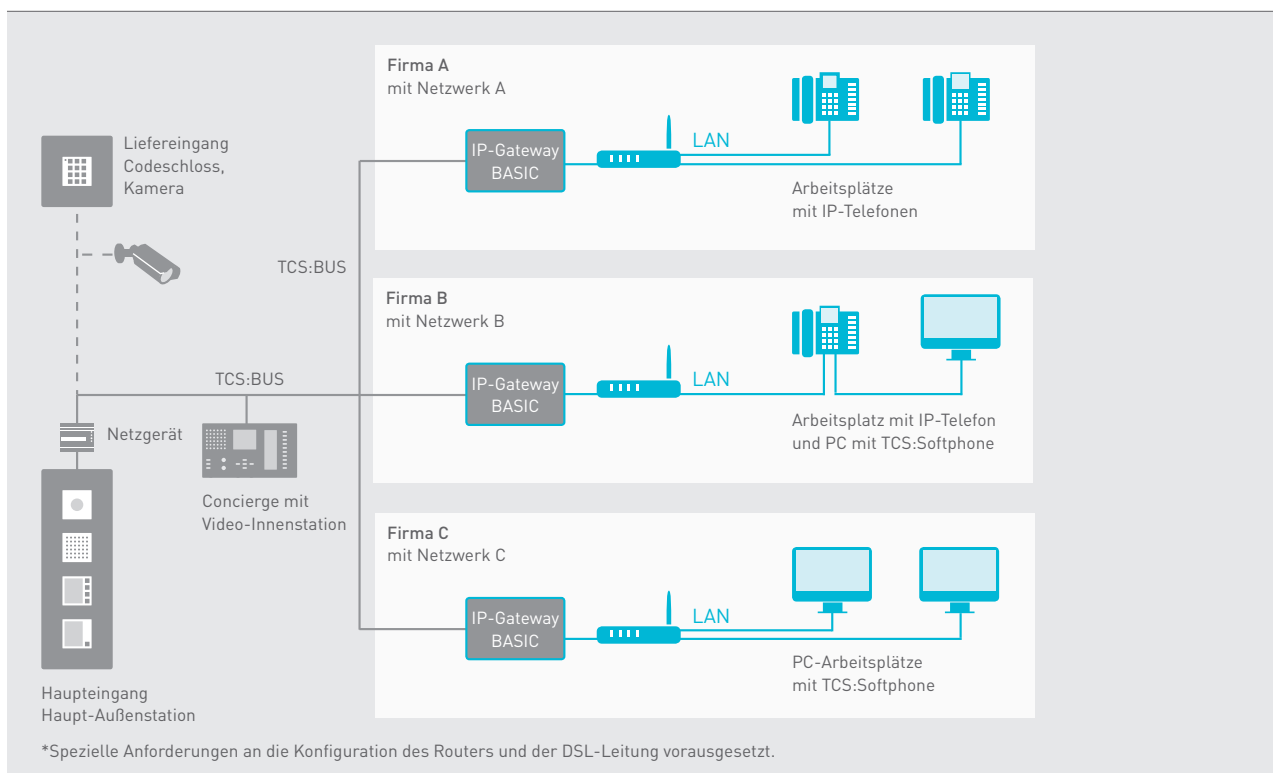 Firma A
mit Netzwerk A
IP-Gateway
BASIC
LAN
Arbeitsplätze
mit IP-Telefonen
Liefereingang
Codeschloss,
Kamera
TCS:BUS
Firma B
mit Netzwerk B
IP-Gateway
BASIC
LAN
Arbeitsplatz mit IP-Telefon
und PC mit TCS:Softphone
TCS:BUS
Netzgerät
Concierge mit
Video-Innenstation
Firma C
mit Netzwerk C
IP-Gateway
BASIC
LAN
PC-Arbeitsplätze
mit TCS:Softphone
Haupteingang
Haupt-Außenstation
*Spezielle Anforderungen an die Konfiguration des Routers und der DSL-Leitung vorausgesetzt.